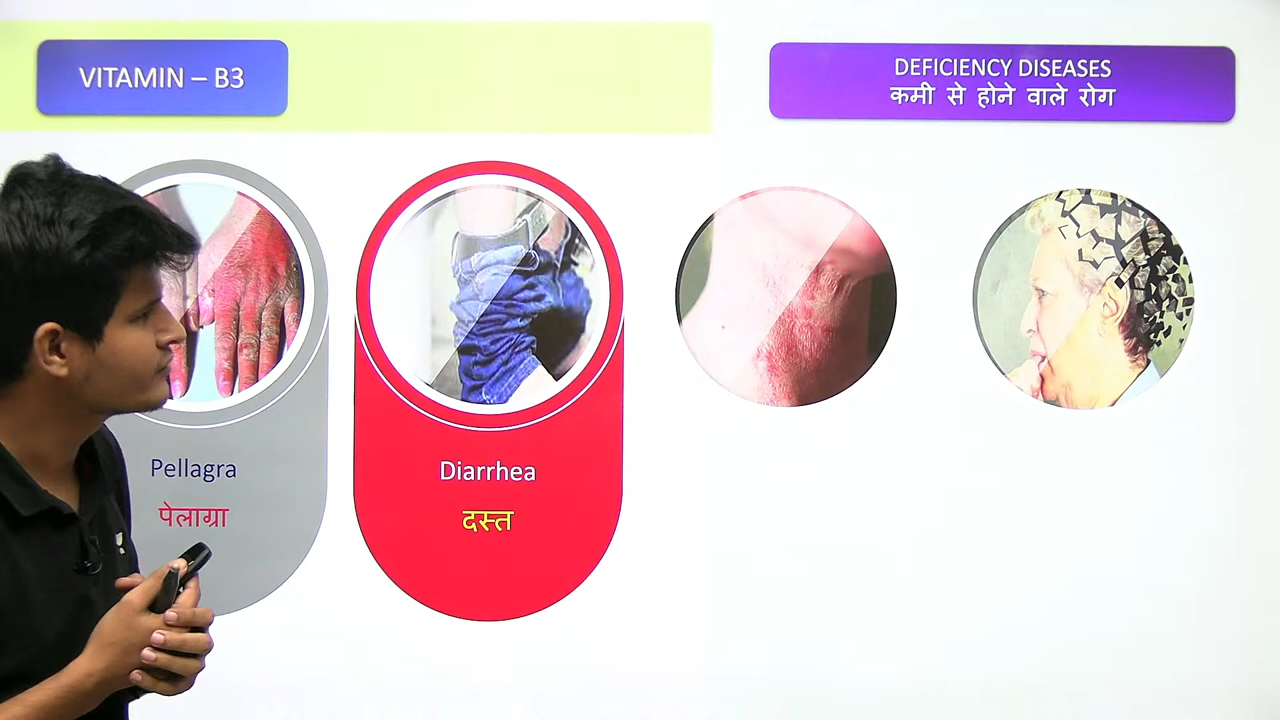 VITAMIN – B3
DEFICIENCY DISEASES
कमी से होने वाले रोग
Pellagra
पेलाग्रा
Diarrhea
दस्त